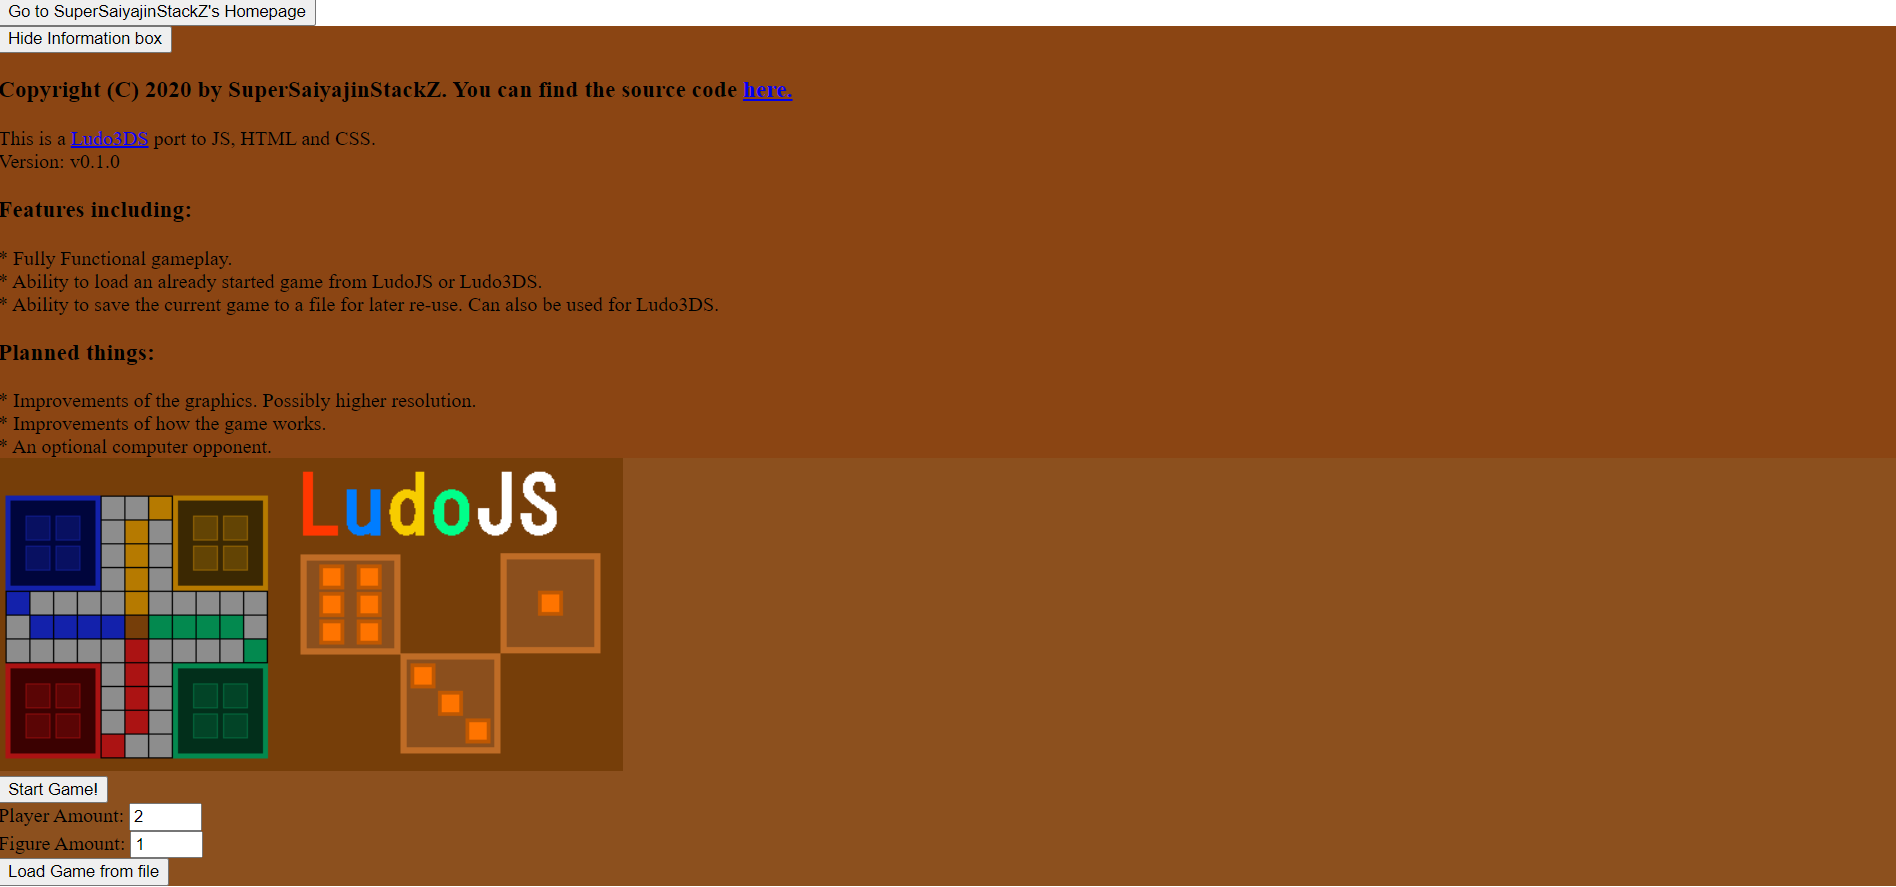 Go to SuperSaiyajinStackZ's Homepage
Hide Information box
Copyright (C) 2020 by SuperSaiyajinStackZ. You can find the source code here.
This is a Ludo3DS port to JS, HTML and CSS.
Version: v0.1.0
Features including:
* Fully Functional gameplay.
* Ability to load an already started game from LudoJS or Ludo3DS.
* Ability to save the current game to a file for later re-use. Can also be used for Ludo3DS.
Planned things:
* Improvements of the graphics. Possibly higher resolution.
* Improvements of how the game works.
* An optional computer opponent.
LudoJS
Start Game!
Player Amount: 2
Figure Amount: 1
Load Game from file